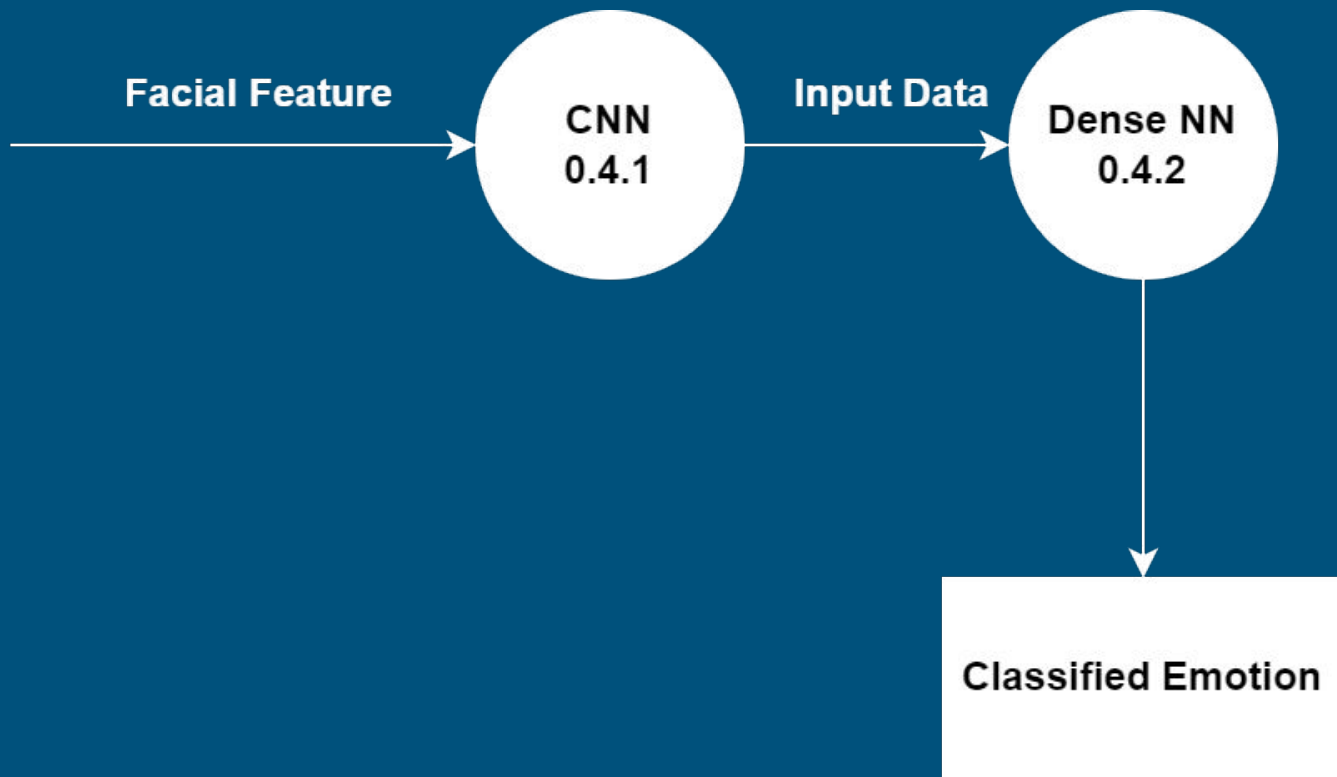 Facial Feature
CNN
0.4.1
Input Data
Dense NN
0.4.2
Classified Emotion